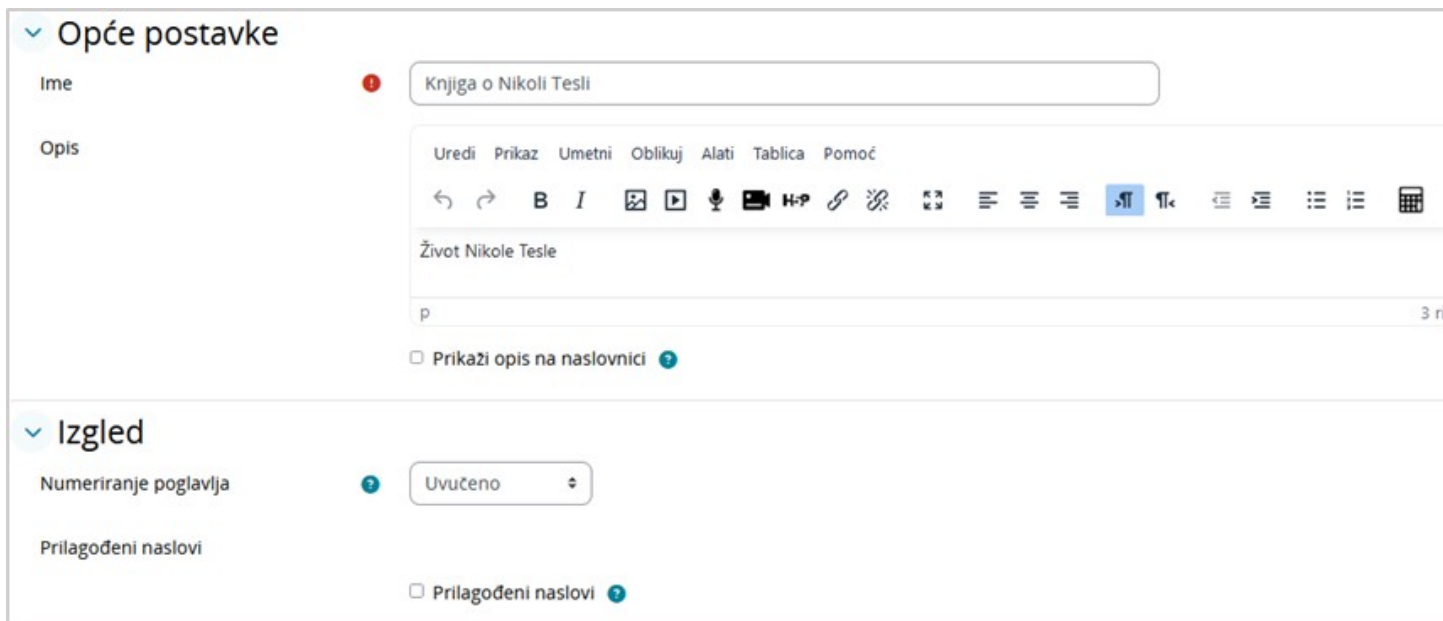 Opće postavke
Ime
Knjiga o Nikoli Tesli
Opis
Uredi Prikaz Umetni Oblikuj Alati Tablica Pomoć
B I H-P
Život Nikole Tesle
p 3
Prikaži opis na naslovnici
Izgled
Numeriranje poglavlja
Uvučeno
Prilagođeni naslovi
Prilagođeni naslovi